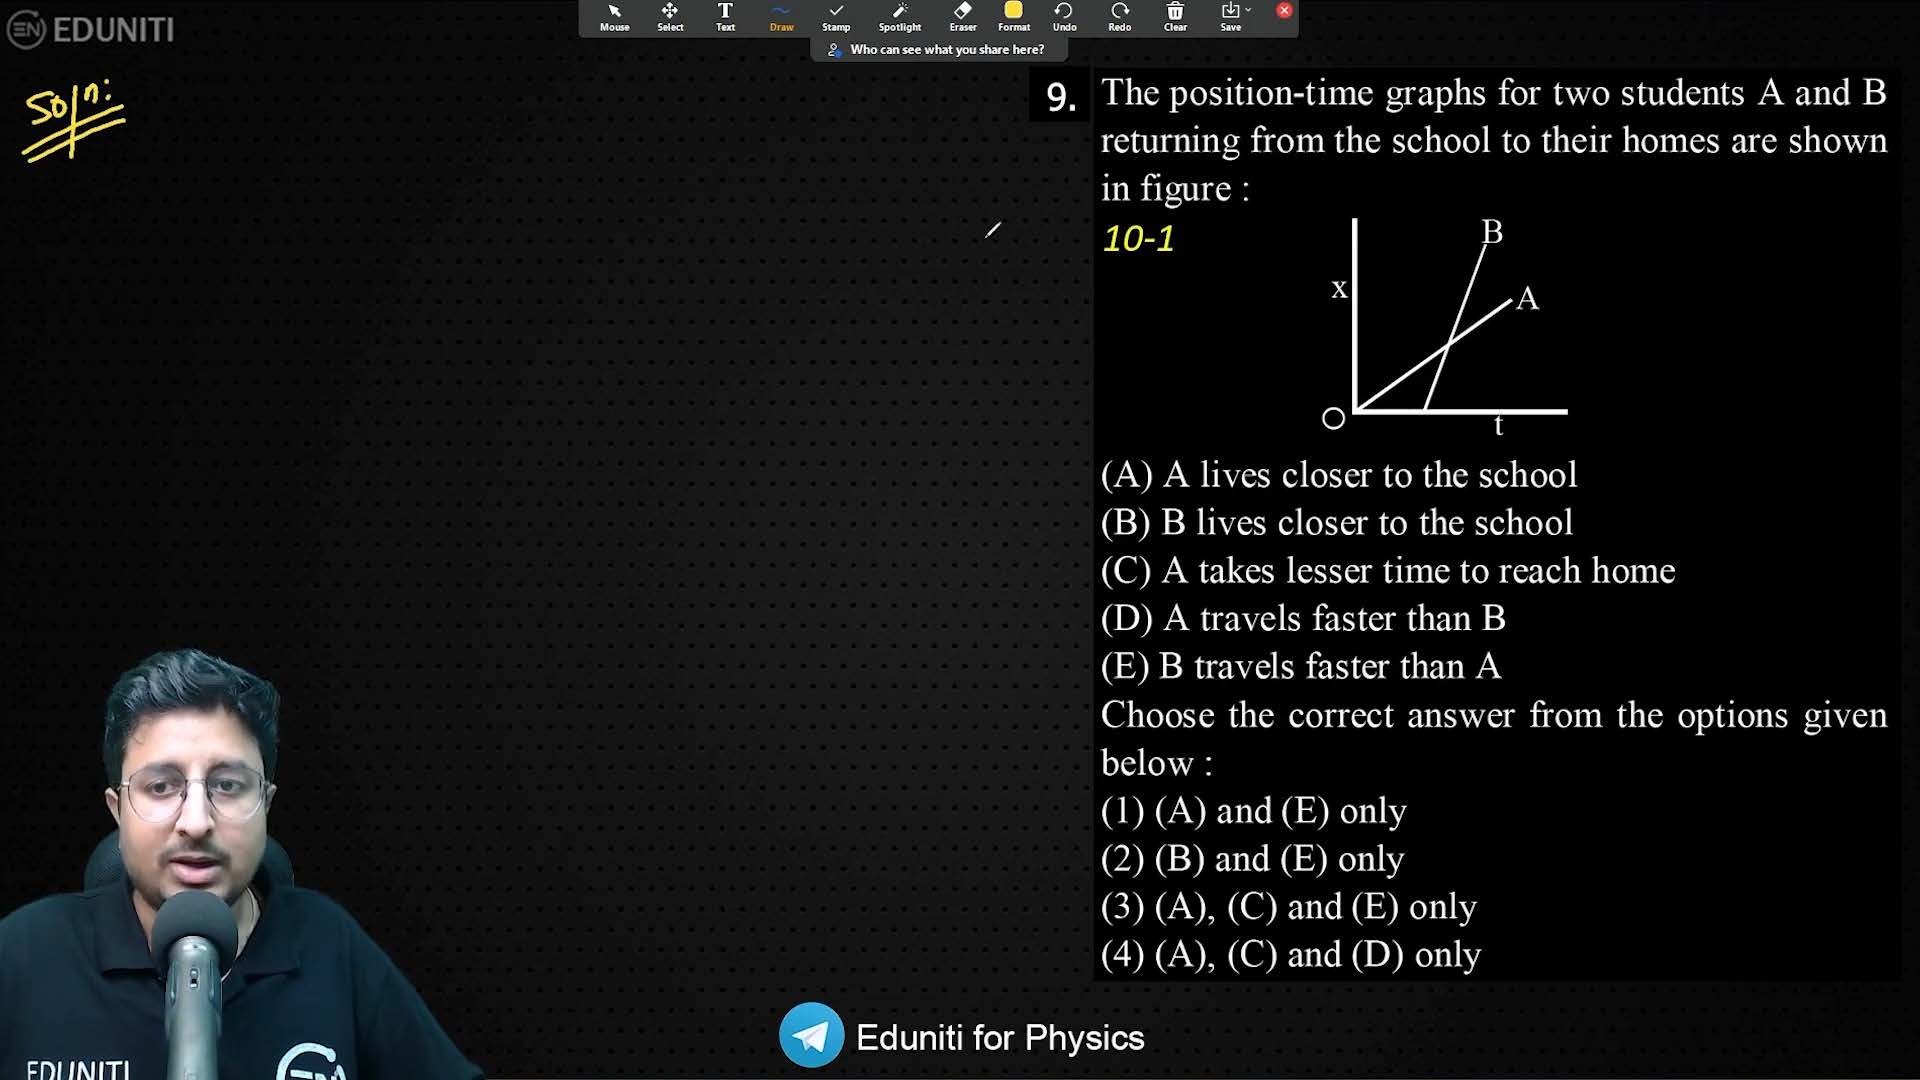 EN EDUNITI
Mouse Select Text Draw Stamp Spotlight Eraser Format Undo Redo Clear Save
Who can see what you share here?
Soln:
9. The position-time graphs for two students A and B
returning from the school to their homes are shown
in figure :
10-1
B
x
A
O
t
(A) A lives closer to the school
(B) B lives closer to the school
(C) A takes lesser time to reach home
(D) A travels faster than B
(E) B travels faster than A
Choose the correct answer from the options given
below :
(1) (A) and (E) only
(2) (B) and (E) only
(3) (A), (C) and (E) only
(4) (A), (C) and (D) only
Eduniti for Physics
EDUNITI
EN